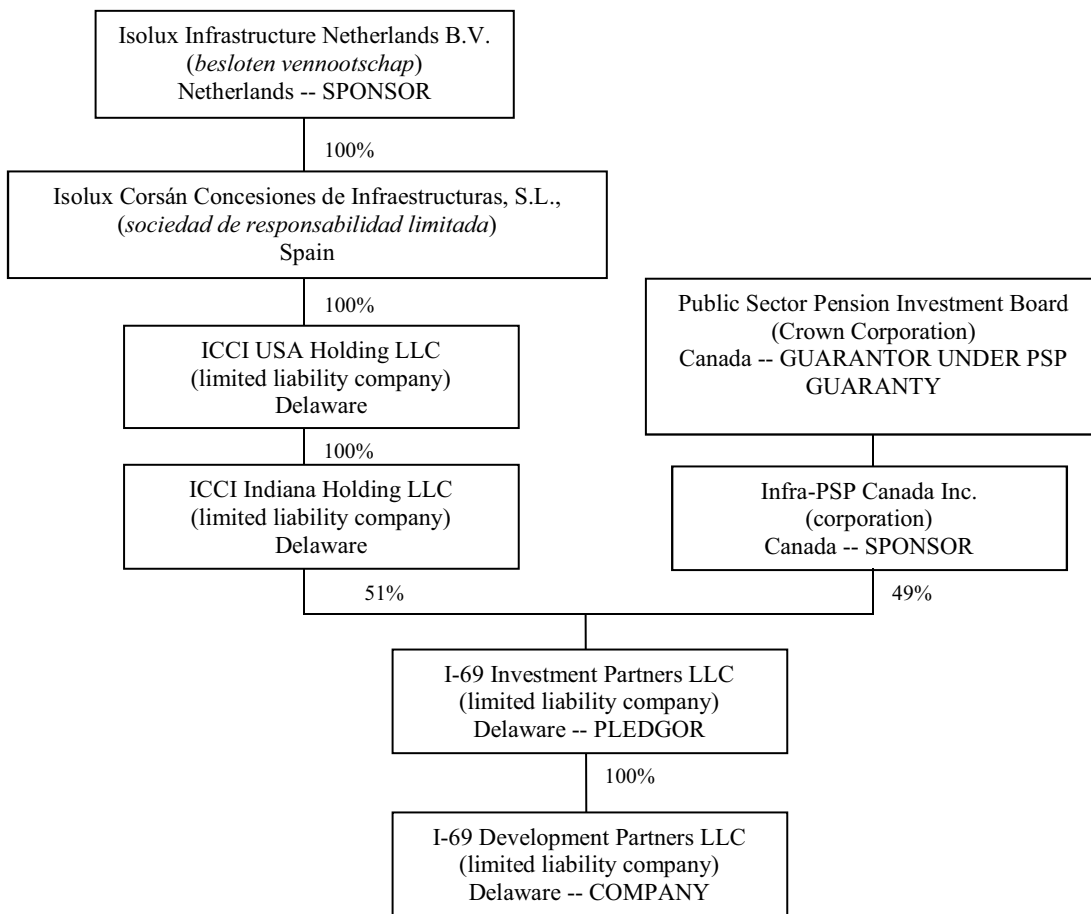 Isolux Infrastructure Netherlands B.V.
(besloten vennootschap)
Netherlands -- SPONSOR
100%
Isolux Corsán Concesiones de Infraestructuras, S.L.,
(sociedad de responsabilidad limitada)
Spain
100%
ICCI USA Holding LLC
(limited liability company)
Delaware
100%
ICCI Indiana Holding LLC
(limited liability company)
Delaware
51%
Public Sector Pension Investment Board
(Crown Corporation)
Canada -- GUARANTOR UNDER PSP
GUARANTY
Infra-PSP Canada Inc.
(corporation)
Canada -- SPONSOR
49%
I-69 Investment Partners LLC
(limited liability company)
Delaware -- PLEDGOR
100%
I-69 Development Partners LLC
(limited liability company)
Delaware -- COMPANY